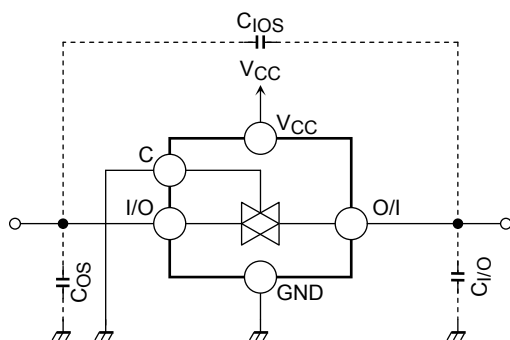 CIOS
VCC
VCC
C
I/O
O/I
GND
COS
CI/O